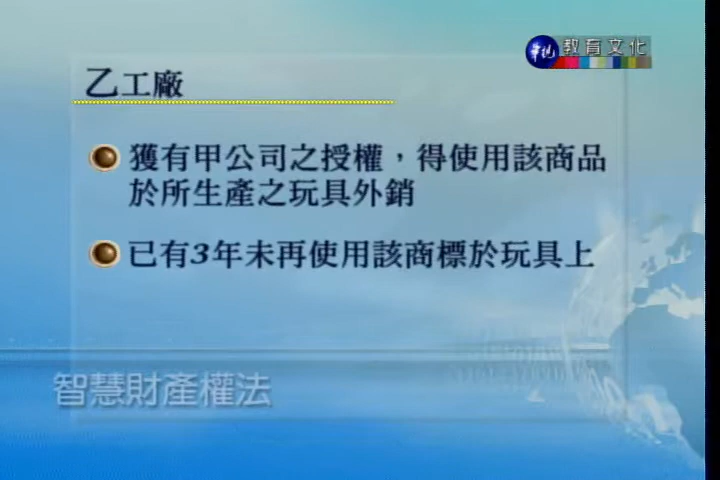 華視 教育文化
乙工廠
獲有甲公司之授權，得使用該商品
於所生產之玩具外銷
已有3年未再使用該商標於玩具上
智慧財產權法